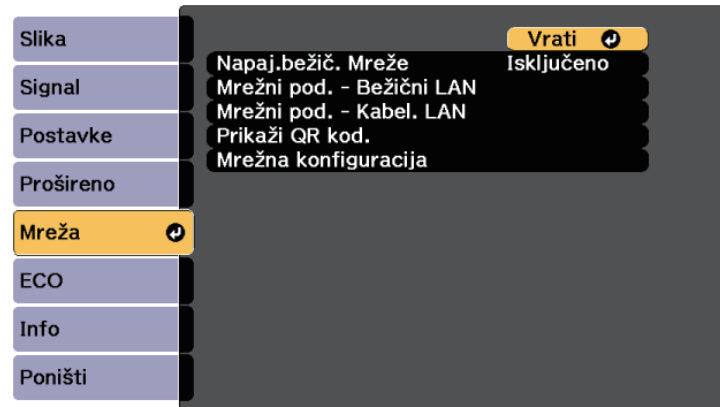 Slika
Signal
Postavke
Prošireno
Mreža
ECO
Info
Poništi
Vrati
Napaj.bežič. Mreže Isključeno
Mrežni pod. - Bežični LAN
Mrežni pod. - Kabel. LAN
Prikaži QR kod.
Mrežna konfiguracija